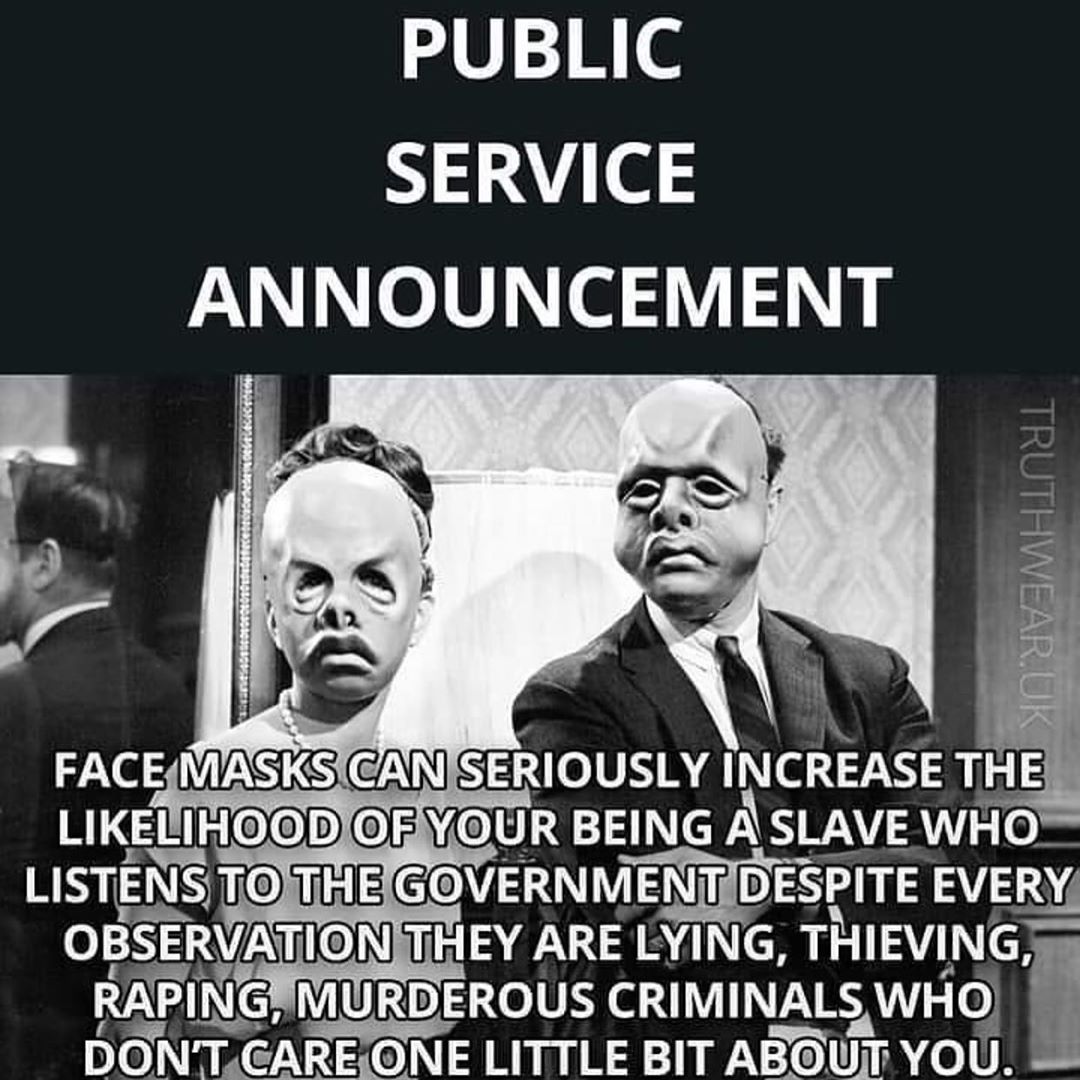 PUBLIC
SERVICE
ANNOUNCEMENT
TRUTHWEAR.UK
FACE MASKS CAN SERIOUSLY INCREASE THE
LIKELIHOOD OF YOUR BEING A SLAVE WHO
LISTENS TO THE GOVERNMENT DESPITE EVERY
OBSERVATION THEY ARE LYING, THIEVING,
RAPING, MURDEROUS CRIMINALS WHO
DON'T CARE ONE LITTLE BIT ABOUT YOU.